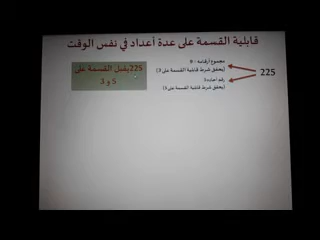 قابلية القسمة على عدة أعداد في نفس الوقت
225
مجموع أرقامه : 9
(يحقق شرط قابلية القسمة على 3)
رقم آحاده 5
(يحقق شرط قابلية القسمة على 5)
225 يقبل القسمة على
3 و 5